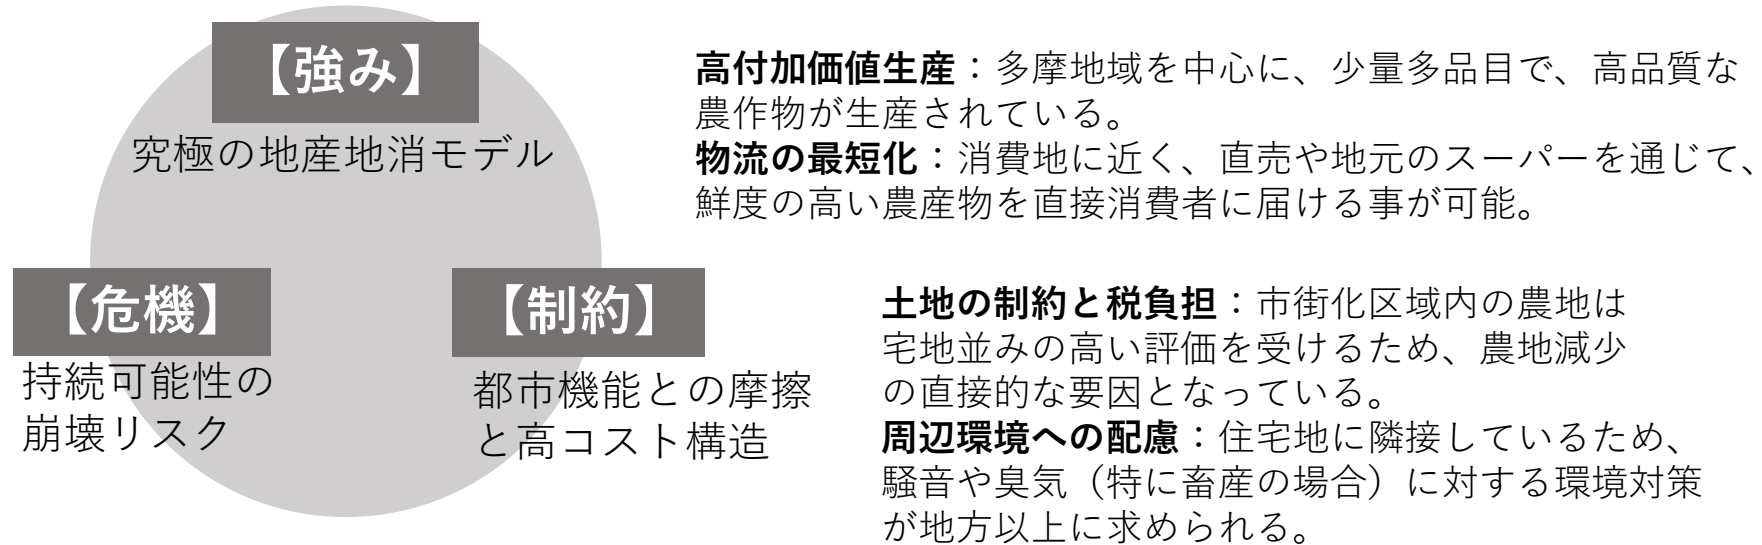 【強み】
究極の地産地消モデル
高付加価値生産：多摩地域を中心に、少量多品目で、高品質な
農作物が生産されている。
物流の最短化：消費地に近く、直売や地元のスーパーを通じて、
鮮度の高い農産物を直接消費者に届ける事が可能。
【危機】
持続可能性の
崩壊リスク
【制約】
都市機能との摩擦
と高コスト構造
土地の制約と税負担：市街化区域内の農地は
宅地並みの高い評価を受けるため、農地減少
の直接的な要因となっている。
周辺環境への配慮：住宅地に隣接しているため、
騒音や臭気（特に畜産の場合）に対する環境対策
が地方以上に求められる。